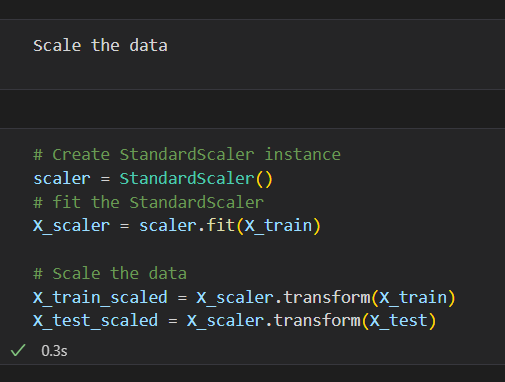 Scale the data
# Create StandardScaler instance
scaler = StandardScaler()
# fit the StandardScaler
X_scaler = scaler.fit(X_train)
# Scale the data
X_train_scaled = X_scaler.transform(X_train)
X_test_scaled = X_scaler.transform(X_test)
0.3s